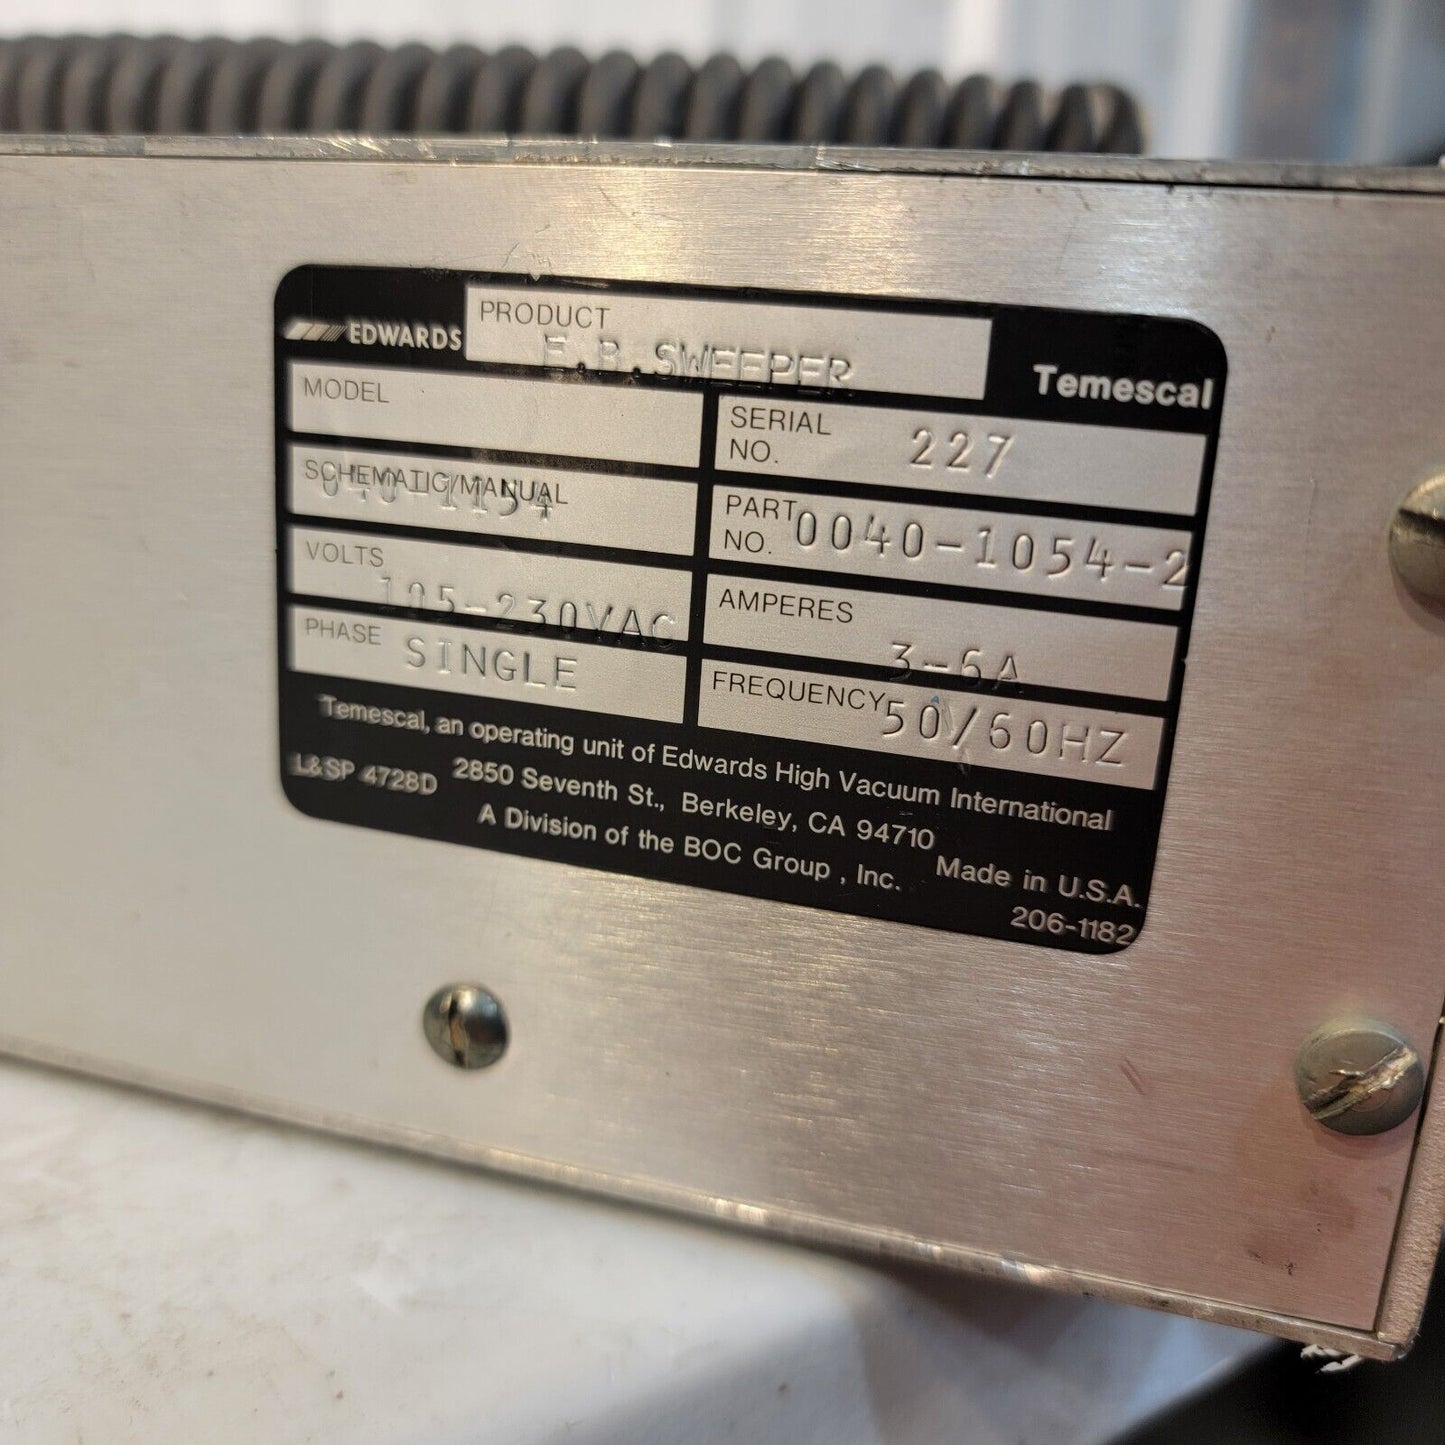 EDWARDS
PRODUCT
E.B.SWEEPER
Temescal
MODEL
SERIAL NO. 227
SCHEMATIC/MANUAL
040-1154
PART NO. 0040-1054-2
VOLTS
105-230VAC
AMPERES
3-6A
PHASE SINGLE
FREQUENCY 50/60HZ
Temescal, an operating unit of Edwards High Vacuum International
L&SP 4728D 2850 Seventh St., Berkeley, CA 94710
A Division of the BOC Group , Inc. Made in U.S.A.
206-1182